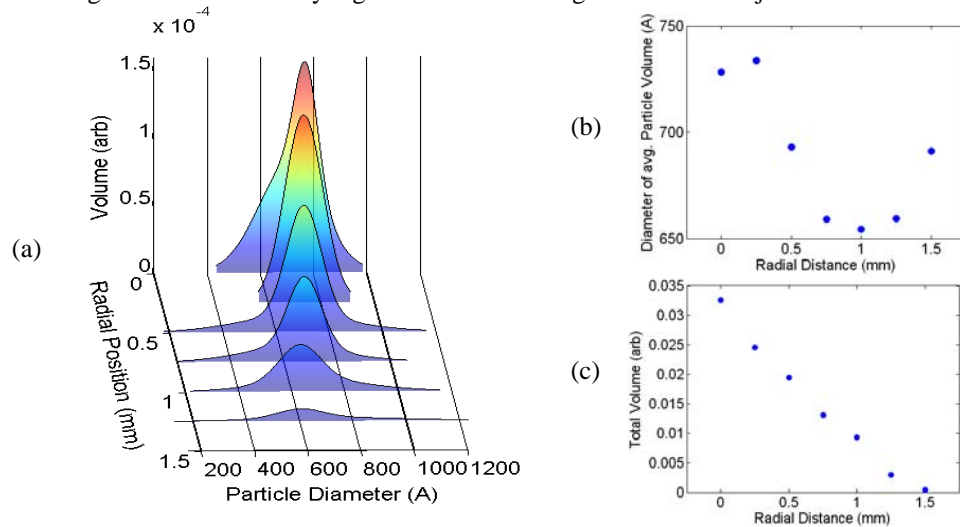 x 10⁻⁴
1.5
1
0.5
0
Volume (arb)
(a)
0
0.5
1
1.5
Radial Position (mm)
200 400 600 800 1000 1200
Particle Diameter (A)
(b)
Diameter of avg. Particle Volume (A)
750
700
650
0 0.5 1 1.5
Radial Distance (mm)
(c)
Total Volume (arb)
0.035
0.03
0.025
0.02
0.015
0.01
0.005
0
0 0.5 1 1.5
Radial Distance (mm)